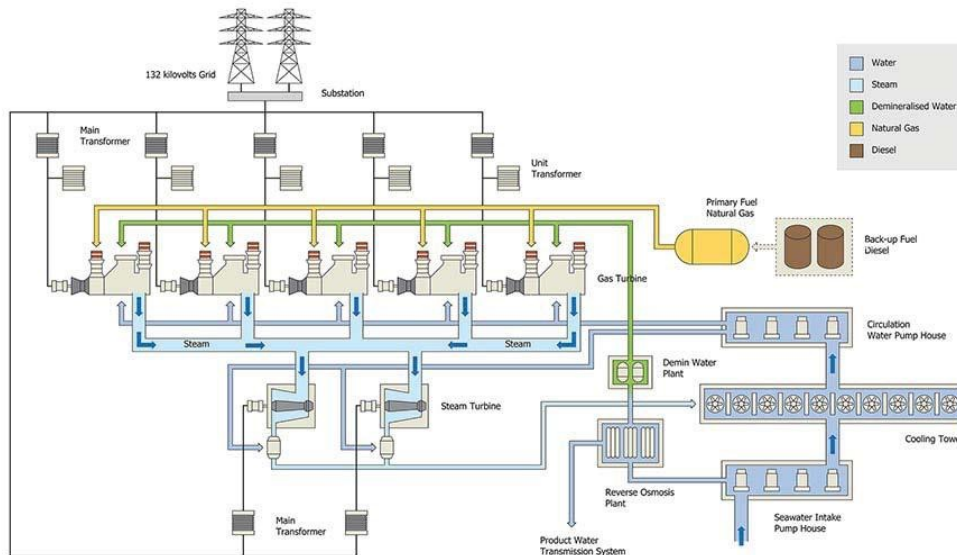 132 kilovolts Grid
Substation
Water
Steam
Demineralised Water
Natural Gas
Diesel
Main
Transformer
Unit
Transformer
Primary Fuel
Natural Gas
Back-up Fuel
Diesel
Gas Turbine
Circulation
Water Pump House
Steam
Steam
Demin Water
Plant
Steam Turbine
Cooling Towe
Reverse Osmosis
Plant
Seawater Intake
Pump House
Main
Transformer
Product Water
Transmission System